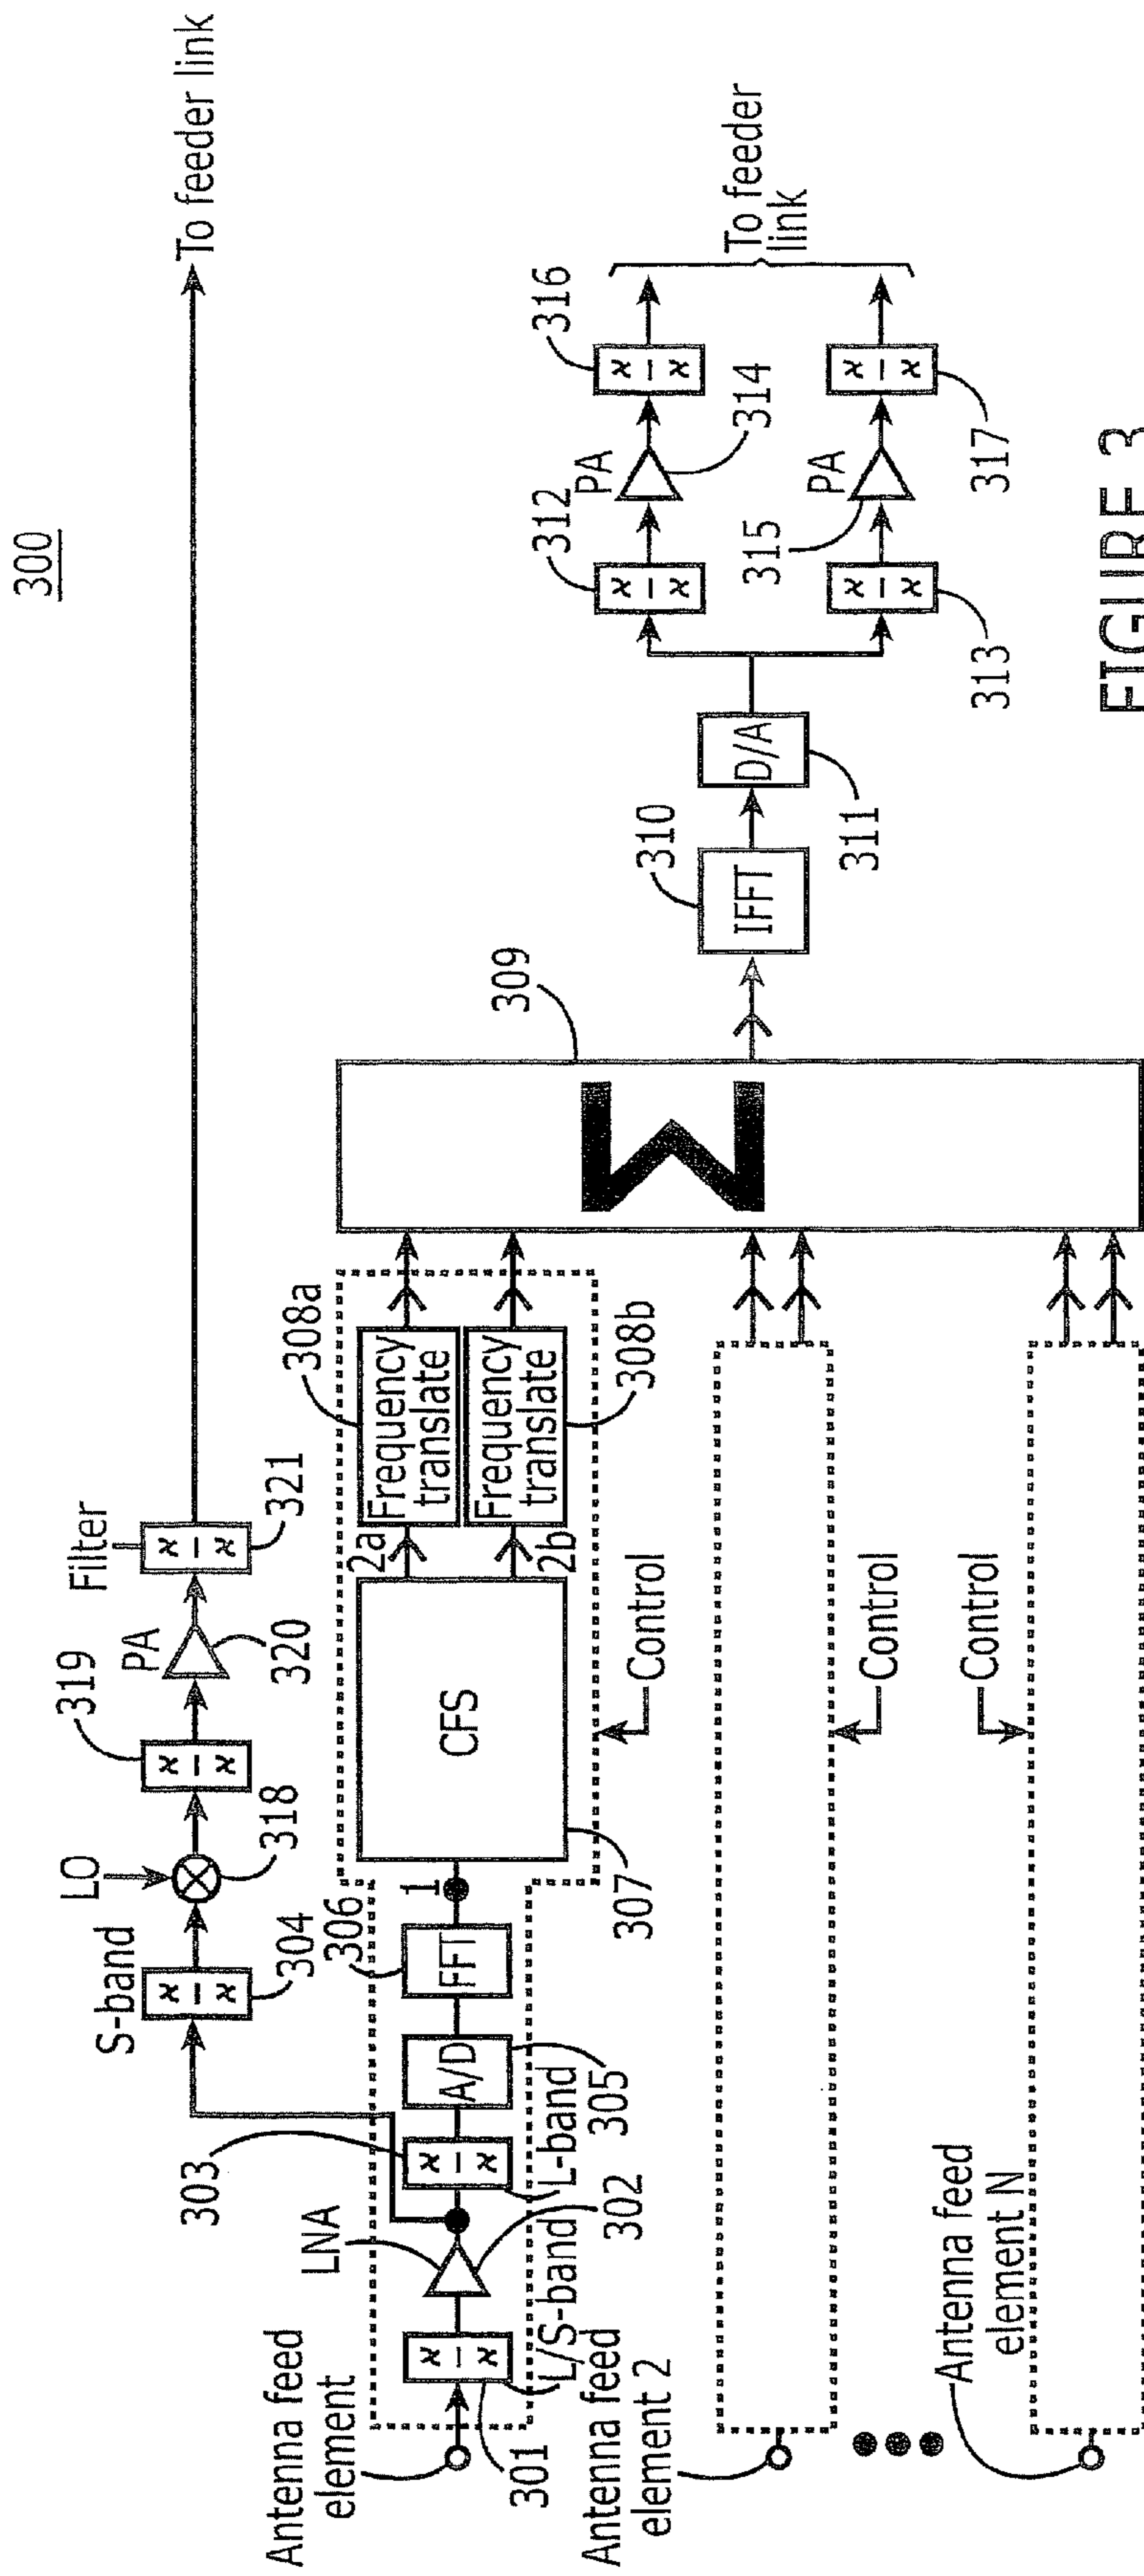 300
To feeder link
Filter
S-band
LO
319
PA
321
304
318
320
303
LNA
306
1
2a
308a
309
Antenna feed
element
A/D
FFT
CFS
Frequency
translate
Frequency
translate
2b
308b
301
L/S-band
302
L-band
305
307
Control
Σ
310
IFFT
D/A
311
312
PA
316
314
315
PA
313
317
To feeder
link
Antenna feed
element 2
Control
Control
Antenna feed
element N
FIGURE 3